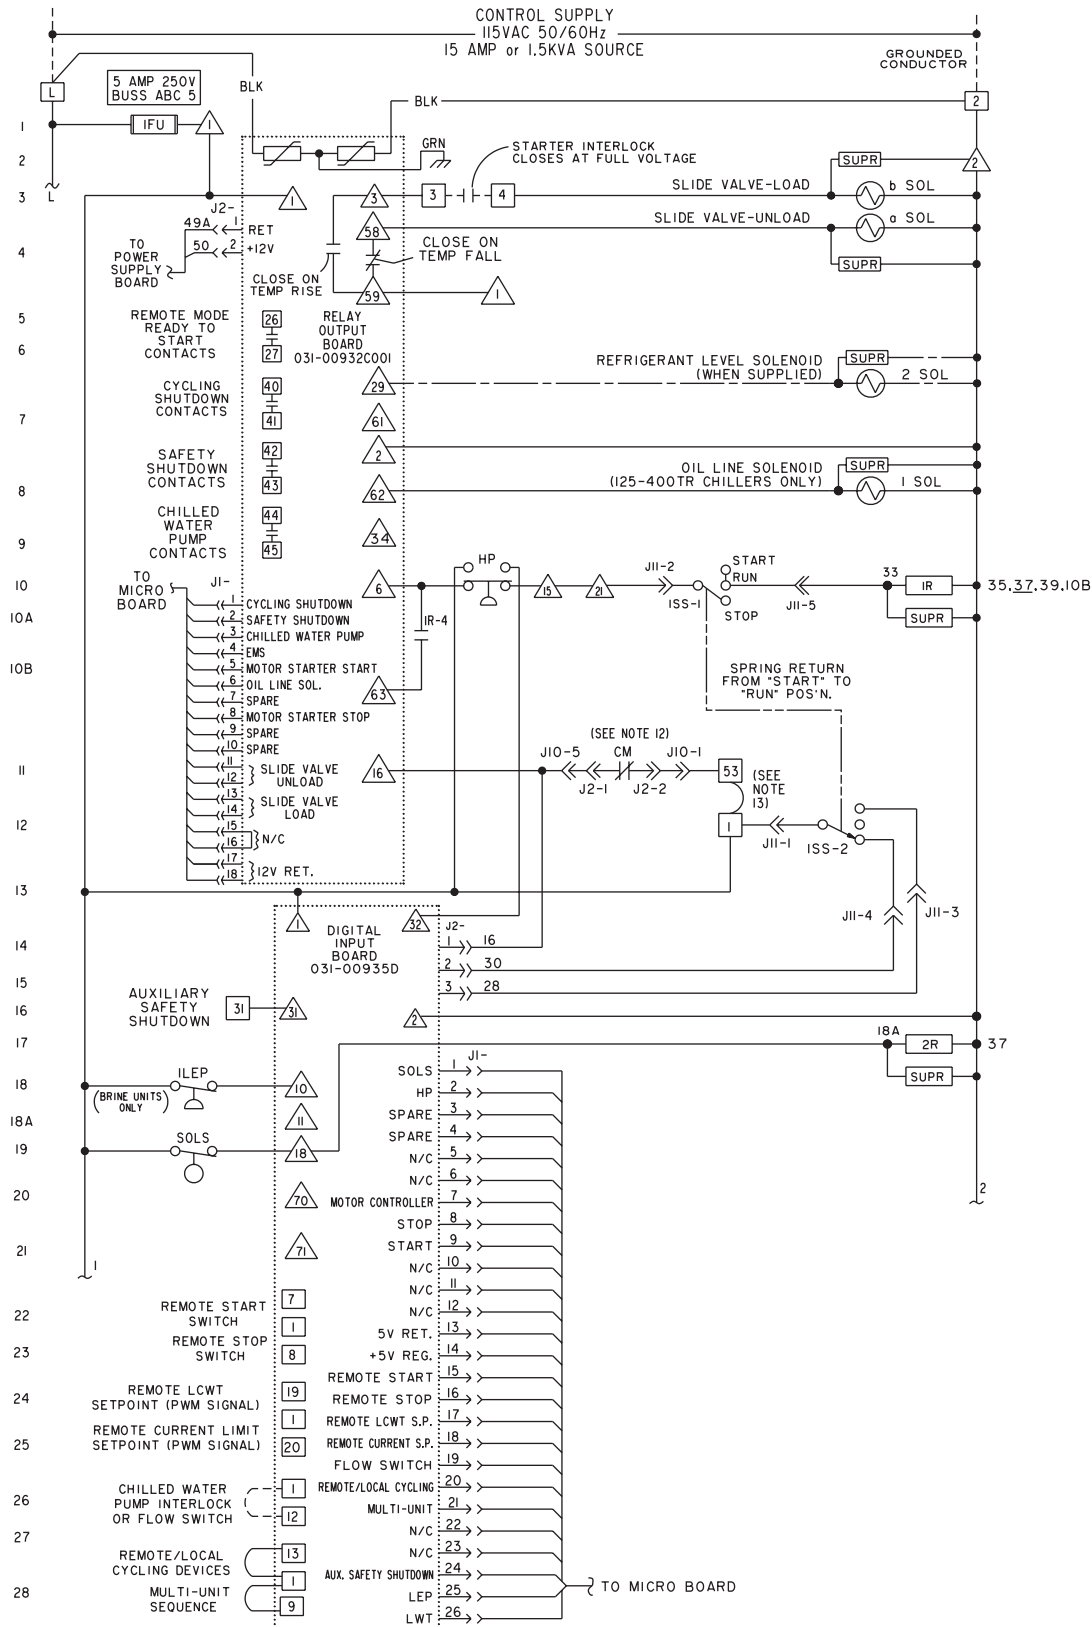 CONTROL SUPPLY
115VAC 50/60Hz
15 AMP or 1.5KVA SOURCE
GROUNDED
CONDUCTOR
L
5 AMP 250V
BUSS ABC 5
BLK
BLK
2
1
1FU
1
2
GRN
STARTER INTERLOCK
CLOSES AT FULL VOLTAGE
SUPR
2
3
L
1
3
3
4
SLIDE VALVE-LOAD
b SOL
J2-
49A
1
RET
58
SLIDE VALVE-UNLOAD
a SOL
4
TO
POWER
SUPPLY
BOARD
50
2
+12V
CLOSE ON
TEMP RISE
CLOSE ON
TEMP FALL
SUPR
59
1
5
REMOTE MODE
READY TO
START
CONTACTS
26
27
RELAY
OUTPUT
BOARD
031-00932C001
6
REFRIGERANT LEVEL SOLENOID
(WHEN SUPPLIED)
SUPR
2 SOL
29
CYCLING
SHUTDOWN
CONTACTS
40
41
7
61
2
SAFETY
SHUTDOWN
CONTACTS
42
43
OIL LINE SOLENOID
(125-400TR CHILLERS ONLY)
SUPR
1 SOL
8
62
CHILLED
WATER
PUMP
CONTACTS
44
45
9
34
HP
10
TO
MICRO
BOARD
J1-
6
15
21
J11-2
1SS-1
START
RUN
STOP
J11-5
33
1R
SUPR
35,37,39,10B
10A
1 CYCLING SHUTDOWN
2 SAFETY SHUTDOWN
3 CHILLED WATER PUMP
4 EMS
10B
5 MOTOR STARTER START
6 OIL LINE SOL.
7 SPARE
8 MOTOR STARTER STOP
9 SPARE
10 SPARE
1R-4
63
SPRING RETURN
FROM "START" TO
"RUN" POS'N.
11
11
12
SLIDE VALVE
UNLOAD
16
(SEE NOTE 12)
J10-5
CM
J10-1
J2-1
J2-2
53
(SEE
NOTE
13)
13
14
SLIDE VALVE
LOAD
12
15
16
N/C
1
J11-1
1SS-2
17
18
12V RET.
13
J11-4
J11-3
1
DIGITAL
INPUT
BOARD
031-00935D
32
J2-
14
1
16
2
30
15
3
28
16
AUXILIARY
SAFETY
SHUTDOWN
31
31
2
17
18A
2R
37
SUPR
J1-
SOLS 1
18
1LEP
(BRINE UNITS
ONLY)
10
HP 2
SPARE 3
18A
11
SPARE 4
19
SOLS
18
N/C 5
N/C 6
20
70
MOTOR CONTROLLER 7
2
STOP 8
21
71
START 9
1
N/C 10
N/C 11
22
REMOTE START
SWITCH
7
1
N/C 12
5V RET. 13
23
REMOTE STOP
SWITCH
8
+5V REG. 14
REMOTE START 15
24
REMOTE LCWT
SETPOINT (PWM SIGNAL)
19
1
REMOTE STOP 16
REMOTE LCWT S.P. 17
25
REMOTE CURRENT LIMIT
SETPOINT (PWM SIGNAL)
20
REMOTE CURRENT S.P. 18
FLOW SWITCH 19
26
CHILLED WATER
PUMP INTERLOCK
OR FLOW SWITCH
1
12
REMOTE/LOCAL CYCLING 20
MULTI-UNIT 21
N/C 22
27
REMOTE/LOCAL
CYCLING DEVICES
13
1
N/C 23
AUX. SAFETY SHUTDOWN 24
28
MULTI-UNIT
SEQUENCE
9
LEP 25
LWT 26
TO MICRO BOARD